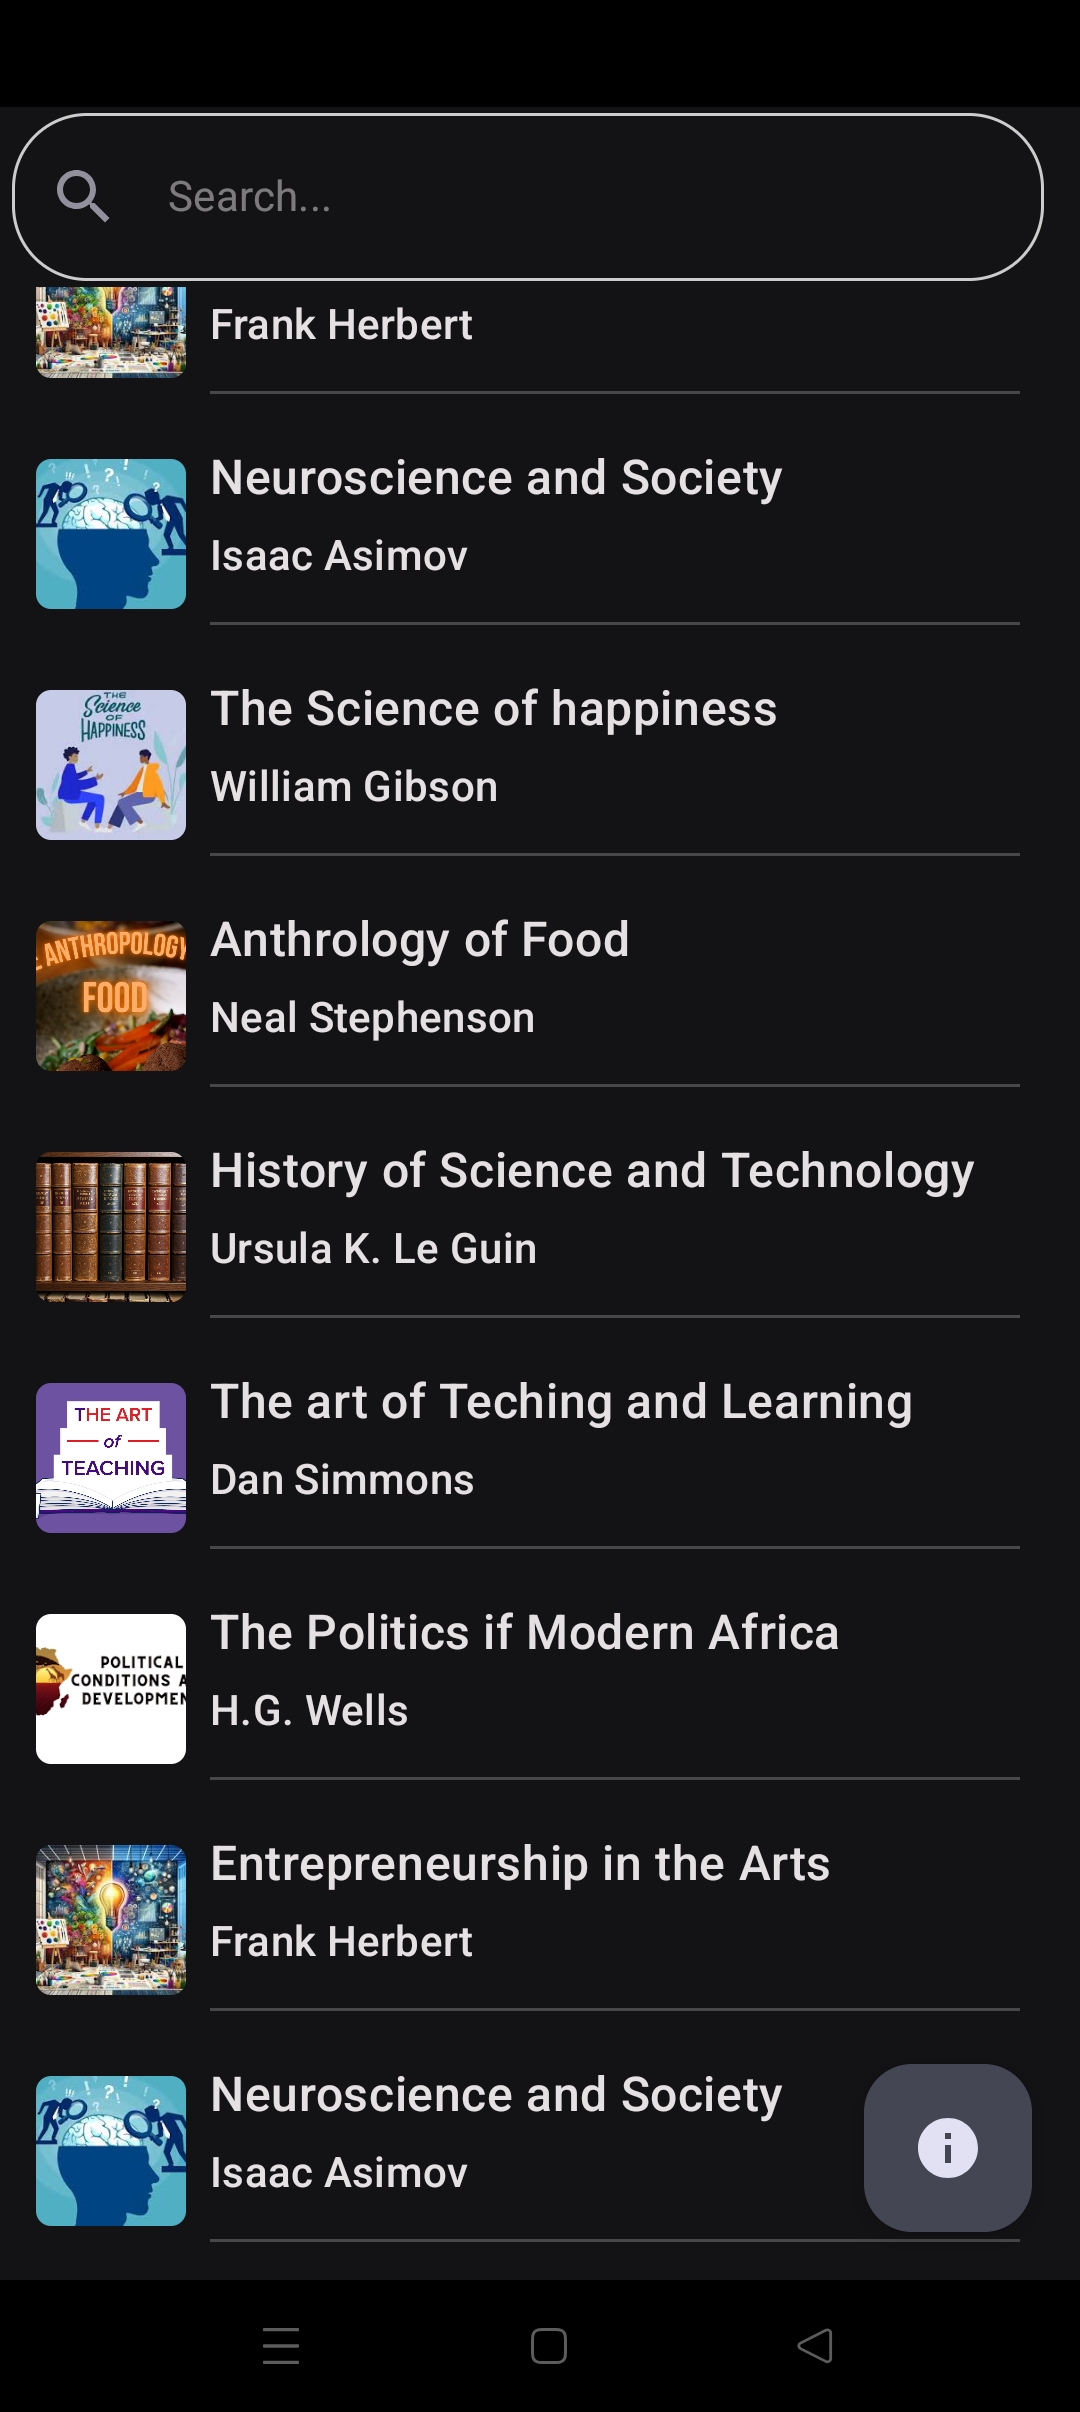 Search...
Frank Herbert
Neuroscience and Society
Isaac Asimov
THE
Science
OF
HAPPINESS
The Science of happiness
William Gibson
ANTHROPOLOGY
FOOD
Anthrology of Food
Neal Stephenson
History of Science and Technology
Ursula K. Le Guin
THE ART
of
TEACHING
The art of Teching and Learning
Dan Simmons
POLITICAL
CONDITIONS A
DEVELOPMEN
The Politics if Modern Africa
H.G. Wells
Entrepreneurship in the Arts
Frank Herbert
Neuroscience and Society
Isaac Asimov